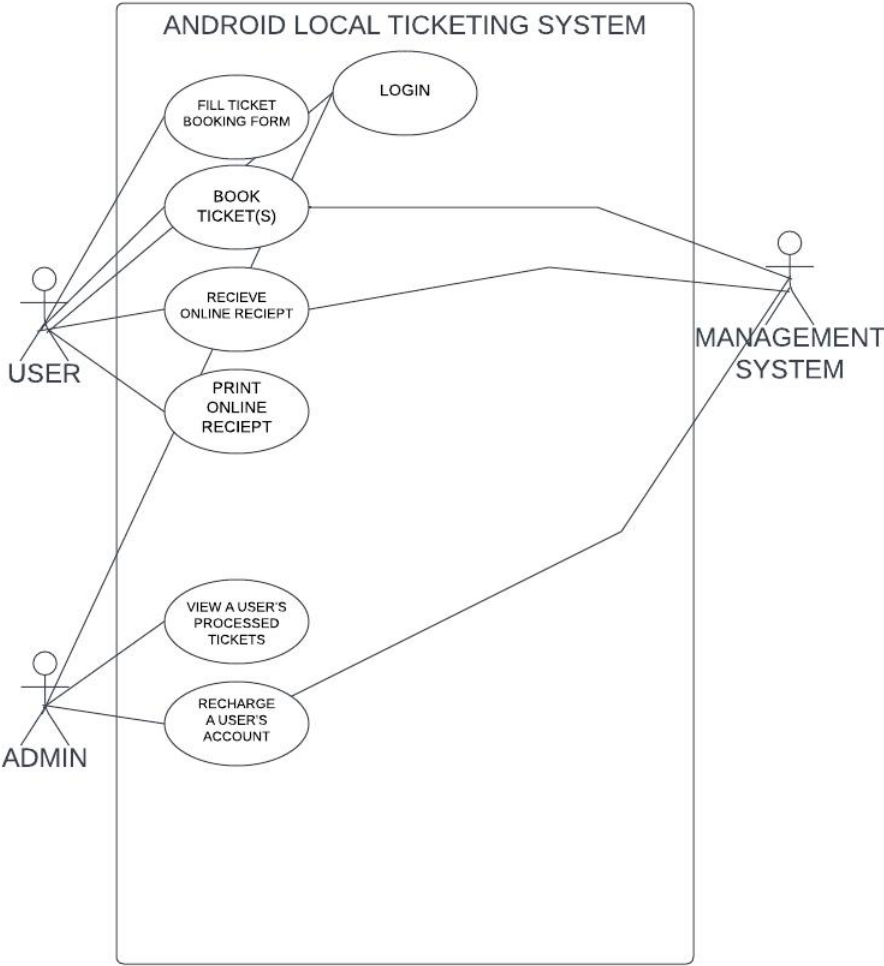 ANDROID LOCAL TICKETING SYSTEM
LOGIN
FILL TICKET
BOOKING FORM
BOOK
TICKET(S)
RECIEVE
ONLINE RECIEPT
PRINT
ONLINE
RECIEPT
USER
MANAGEMENT
SYSTEM
VIEW A USER'S
PROCESSED
TICKETS
RECHARGE
A USER'S
ACCOUNT
ADMIN